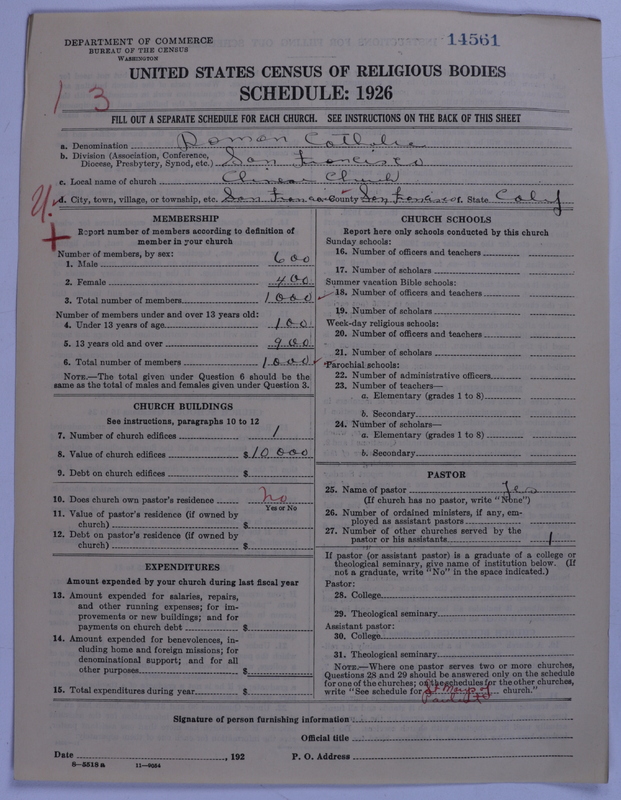 14561
DEPARTMENT OF COMMERCE
BUREAU OF THE CENSUS
WASHINGTON
UNITED STATES CENSUS OF RELIGIOUS BODIES
SCHEDULE: 1926
13
FILL OUT A SEPARATE SCHEDULE FOR EACH CHURCH. SEE INSTRUCTIONS ON THE BACK OF THIS SHEET
a. Denomination Roman Catholic
b. Division (Association, Conference,
Diocese, Presbytery, Synod, etc.) San Francisco
c. Local name of church Chinese Church
d. City, town, village, or township, etc. San Francisco County San Francisco f. State Calif
MEMBERSHIP
Report number of members according to definition of
member in your church
Number of members, by sex:
1. Male 600
2. Female 400
3. Total number of members 1000
Number of members under and over 13 years old:
4. Under 13 years of age 100
5. 13 years old and over 900
6. Total number of members 1000
NOTE.—The total given under Question 6 should be the
same as the total of males and females given under Question 3.
CHURCH BUILDINGS
See instructions, paragraphs 10 to 12
7. Number of church edifices 1
8. Value of church edifices $10000
9. Debt on church edifices $
10. Does church own pastor's residence No
Yes or No
11. Value of pastor's residence (if owned by
church) $
12. Debt on pastor's residence (if owned by
church) $
EXPENDITURES
Amount expended by your church during last fiscal year
13. Amount expended for salaries, repairs,
and other running expenses; for im-
provements or new buildings; and for
payments on church debt $
14. Amount expended for benevolences, in-
cluding home and foreign missions; for
denominational support; and for all
other purposes $
15. Total expenditures during year $
CHURCH SCHOOLS
Report here only schools conducted by this church
Sunday schools:
16. Number of officers and teachers
17. Number of scholars
Summer vacation Bible schools:
18. Number of officers and teachers
19. Number of scholars
Week-day religious schools:
20. Number of officers and teachers
21. Number of scholars
Parochial schools:
22. Number of administrative officers
23. Number of teachers—
a. Elementary (grades 1 to 8)
b. Secondary
24. Number of scholars—
a. Elementary (grades 1 to 8)
b. Secondary
PASTOR
25. Name of pastor Yes
(If church has no pastor, write "None")
26. Number of ordained ministers, if any, em-
ployed as assistant pastors
27. Number of other churches served by the
pastor or his assistants 1
If pastor (or assistant pastor) is a graduate of a college or
theological seminary, give name of institution below. (If
not a graduate, write "No" in the space indicated.)
Pastor:
28. College
29. Theological seminary
Assistant pastor:
30. College
31. Theological seminary
NOTE.—Where one pastor serves two or more churches,
Questions 28 and 29 should be answered only on the schedule
for one of the churches; on the schedules for the other churches,
write "See schedule for St Marys church."
Signature of person furnishing information
Official title
Date , 192 P. O. Address
8—5518 a 11—9054